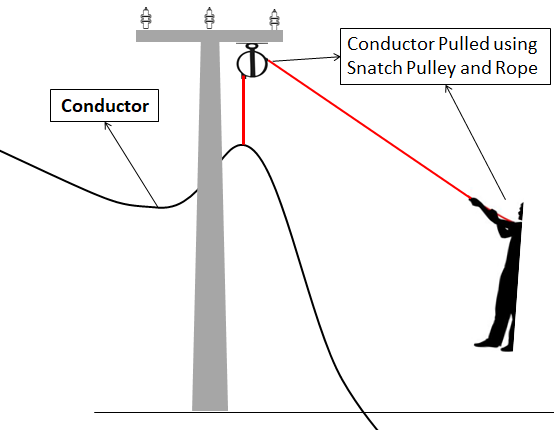 Conductor Pulled using
Snatch Pulley and Rope
Conductor